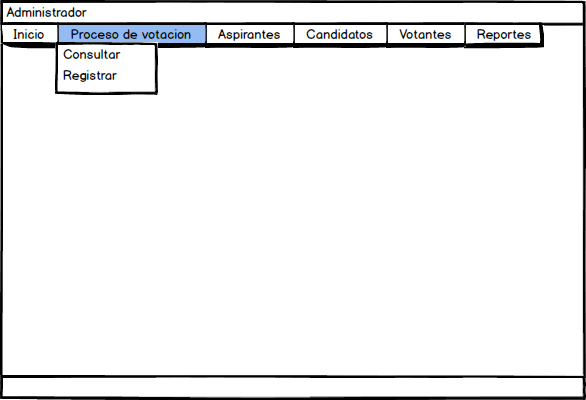 Administrador
Inicio Proceso de votacion Aspirantes Candidatos Votantes Reportes
Consultar
Registrar